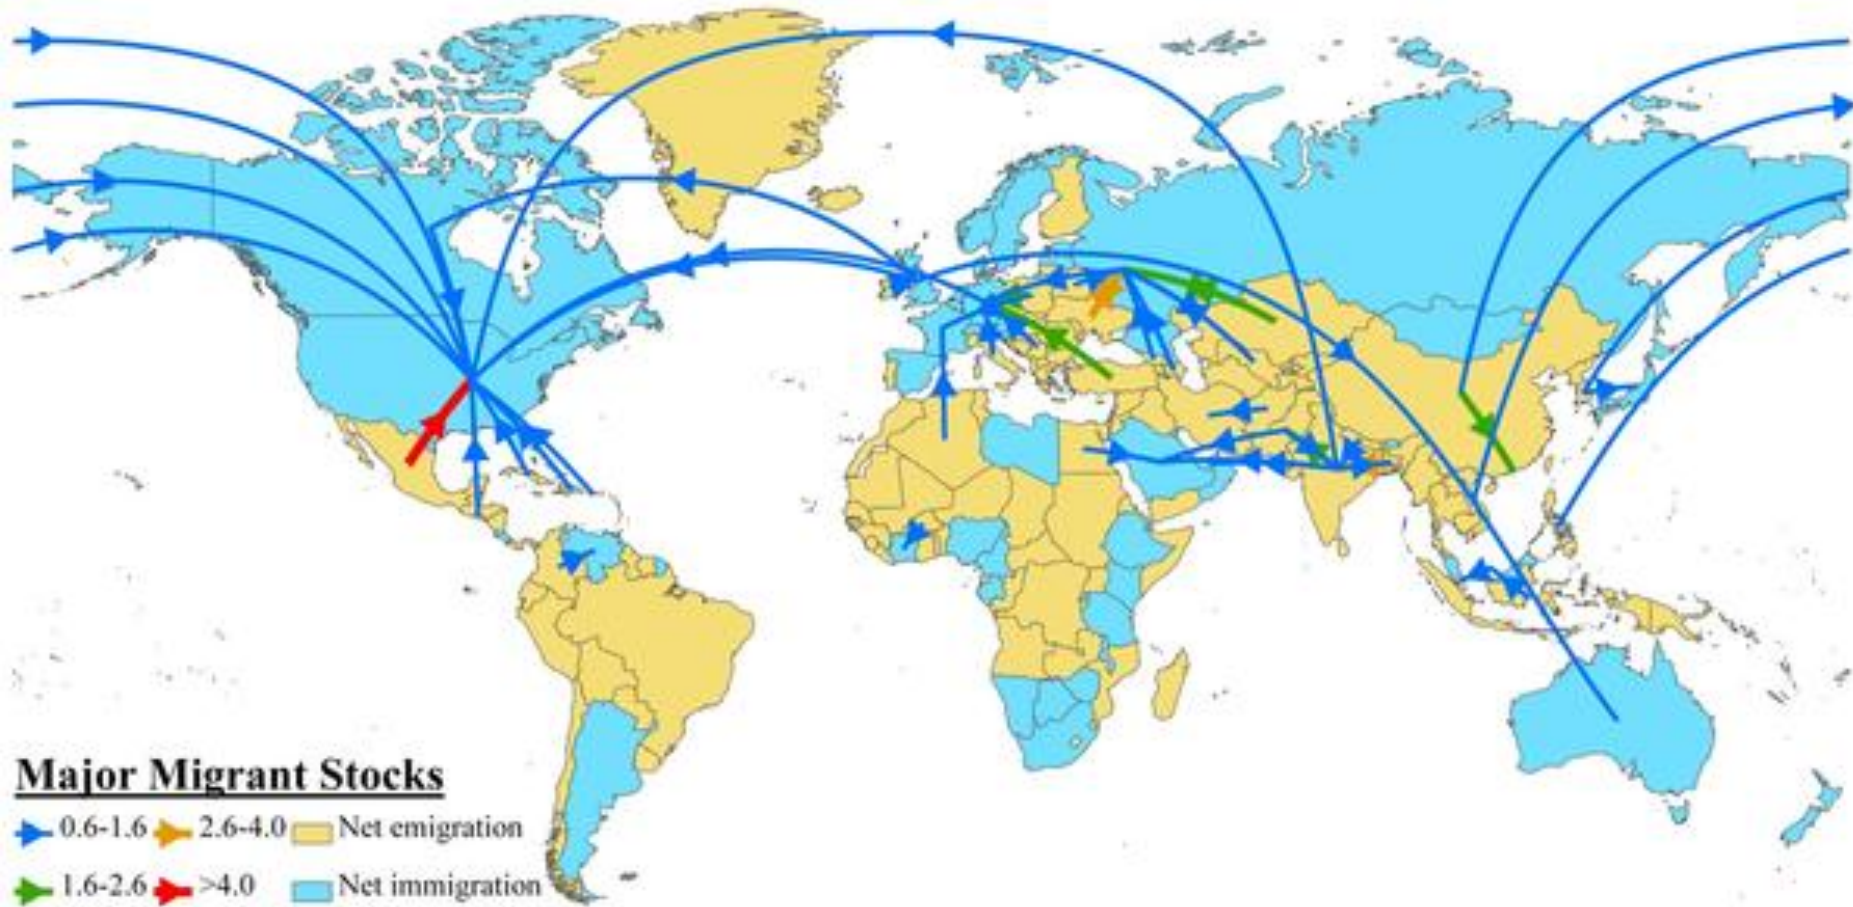 Major Migrant Stocks
0.6-1.6 2.6-4.0 Net emigration
1.6-2.6 >4.0 Net immigration